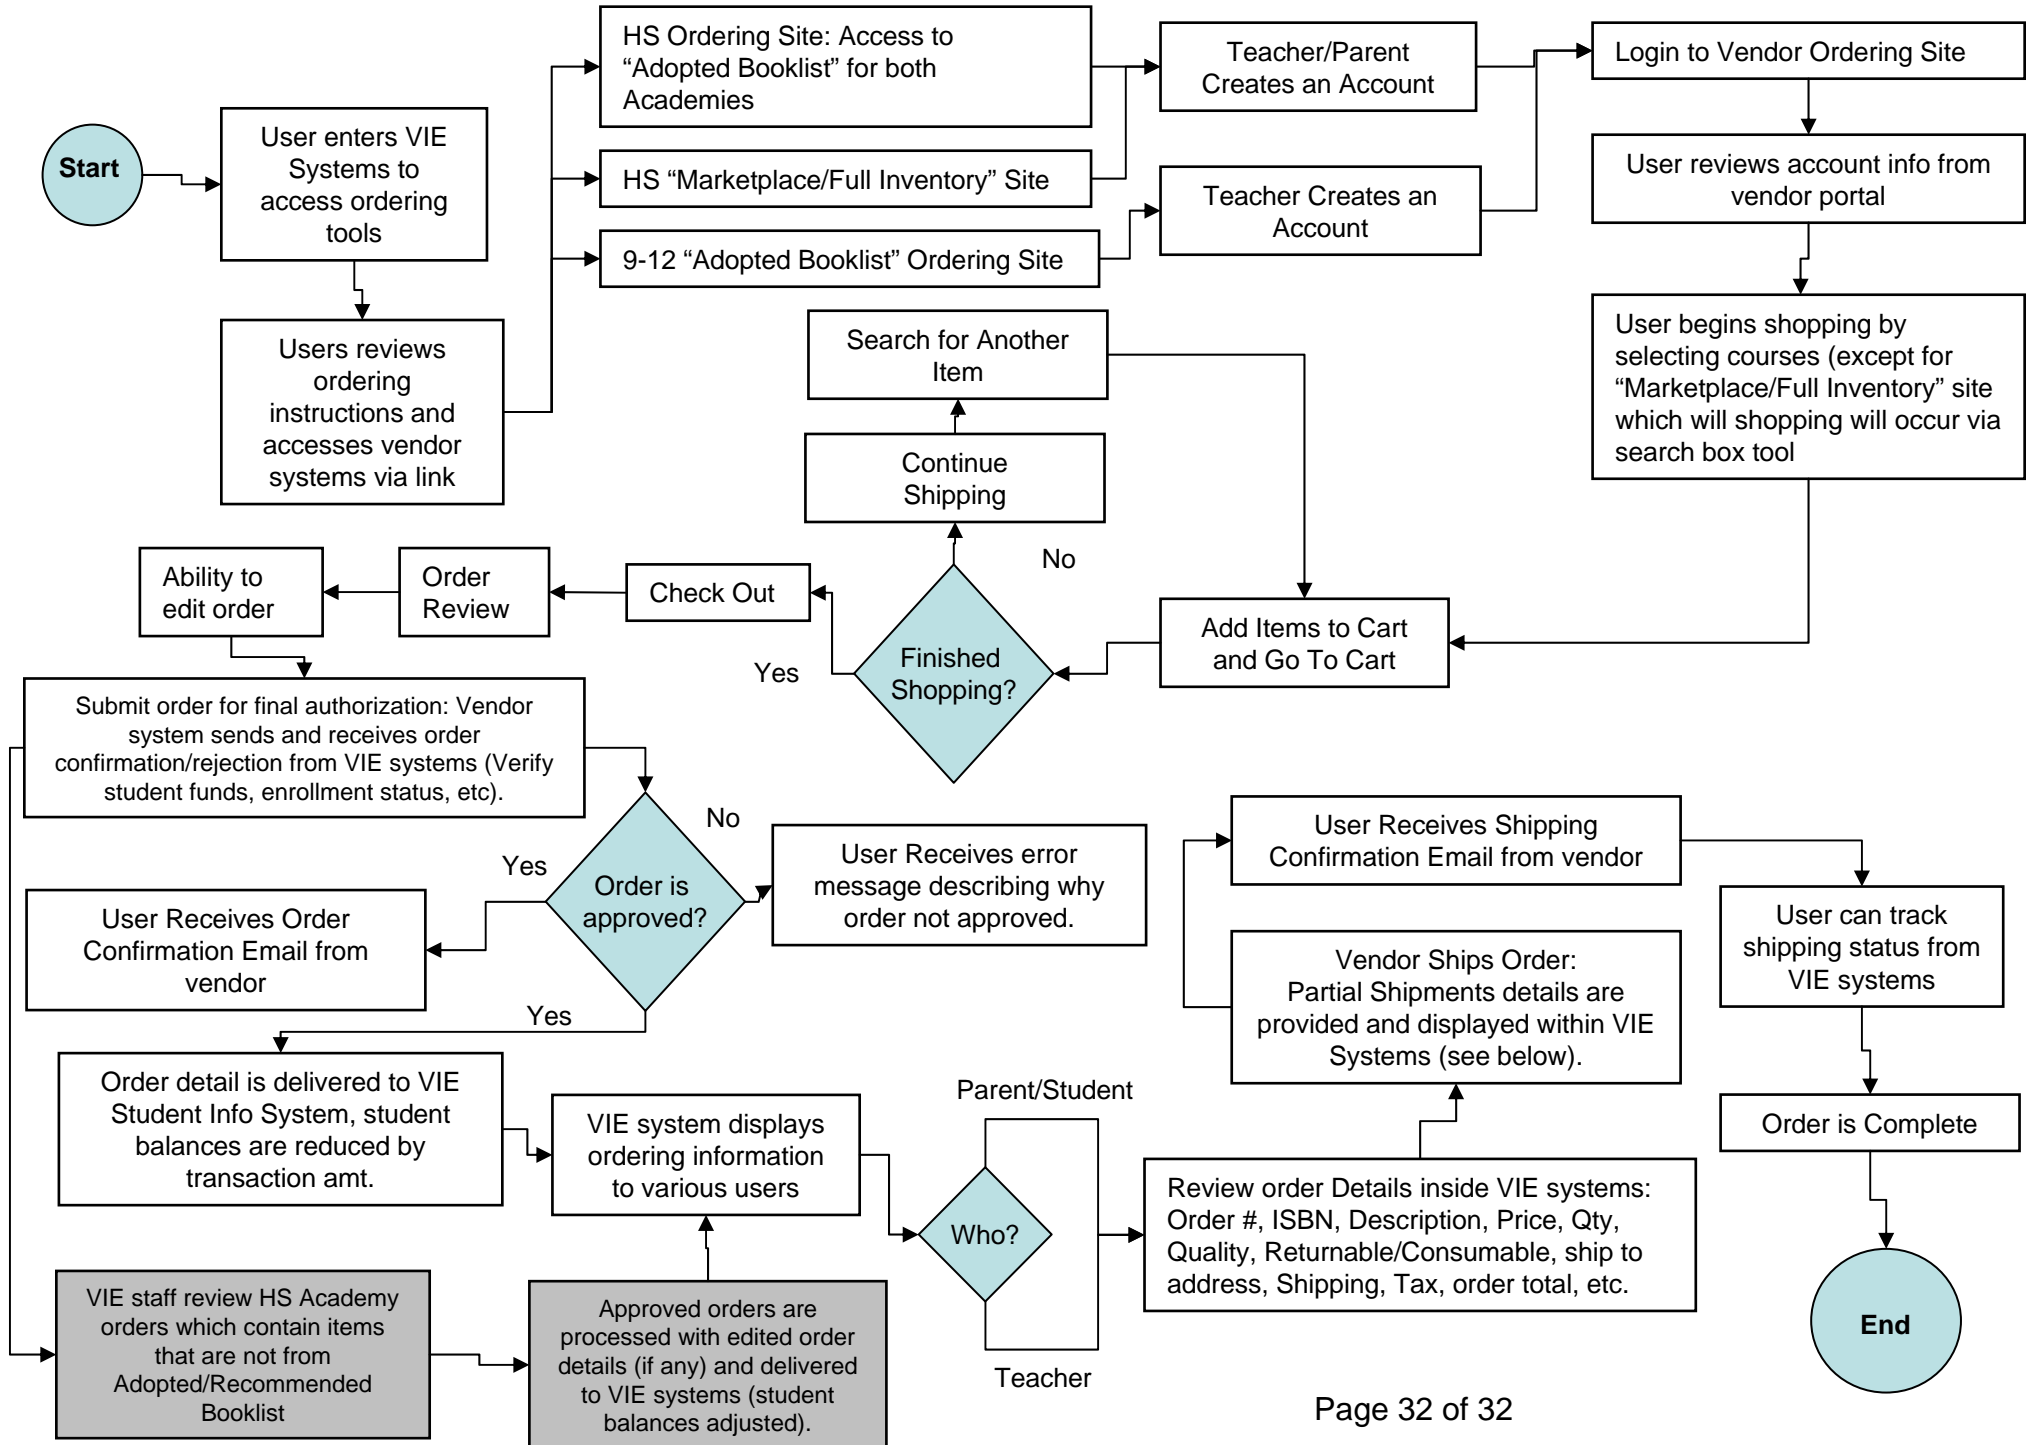 Start
User enters VIE
Systems to
access ordering
tools
Users reviews
ordering
instructions and
accesses vendor
systems via link
HS Ordering Site: Access to
“Adopted Booklist” for both
Academies
HS “Marketplace/Full Inventory” Site
9-12 “Adopted Booklist” Ordering Site
Teacher/Parent
Creates an Account
Teacher Creates an
Account
Login to Vendor Ordering Site
User reviews account info from
vendor portal
User begins shopping by
selecting courses (except for
“Marketplace/Full Inventory” site
which will shopping will occur via
search box tool
Search for Another
Item
Continue
Shipping
No
Add Items to Cart
and Go To Cart
Finished
Shopping?
Yes
Check Out
Order
Review
Ability to
edit order
Submit order for final authorization: Vendor
system sends and receives order
confirmation/rejection from VIE systems (Verify
student funds, enrollment status, etc).
No
Yes
Order is
approved?
User Receives error
message describing why
order not approved.
User Receives Order
Confirmation Email from
vendor
Yes
Order detail is delivered to VIE
Student Info System, student
balances are reduced by
transaction amt.
VIE system displays
ordering information
to various users
VIE staff review HS Academy
orders which contain items
that are not from
Adopted/Recommended
Booklist
Approved orders are
processed with edited order
details (if any) and delivered
to VIE systems (student
balances adjusted).
Parent/Student
Who?
Teacher
Review order Details inside VIE systems:
Order #, ISBN, Description, Price, Qty,
Quality, Returnable/Consumable, ship to
address, Shipping, Tax, order total, etc.
Vendor Ships Order:
Partial Shipments details are
provided and displayed within VIE
Systems (see below).
User Receives Shipping
Confirmation Email from vendor
User can track
shipping status from
VIE systems
Order is Complete
End
Page 32 of 32